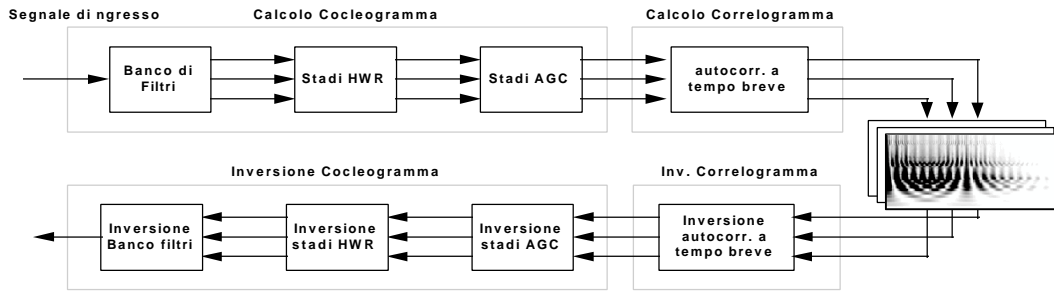 Segnale di ngresso
Calcolo Cocleogramma
Calcolo Correlogramma
Banco di
Filtri
Stadi HWR
Stadi AGC
autocorr. a
tempo breve
Inversione Cocleogramma
Inv. Correlogramma
Inversione
Banco filtri
Inversione
stadi HWR
Inversione
stadi AGC
Inversione
autocorr. a
tempo breve